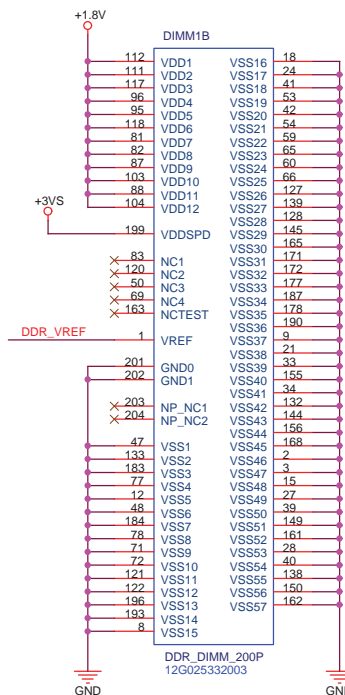 +1.8V
DIMM1B
112 VDD1
111 VDD2
117 VDD3
96 VDD4
95 VDD5
118 VDD6
81 VDD7
82 VDD8
87 VDD9
103 VDD10
88 VDD11
104 VDD12
+3VS
199 VDDSPD
83 NC1
120 NC2
50 NC3
69 NC4
163 NCTEST
DDR_VREF
1 VREF
201 GND0
202 GND1
203 NP_NC1
204 NP_NC2
47 VSS1
133 VSS2
183 VSS3
77 VSS4
12 VSS5
48 VSS6
184 VSS7
78 VSS8
71 VSS9
72 VSS10
121 VSS11
122 VSS12
196 VSS13
193 VSS14
8 VSS15
GND
VSS16 18
VSS17 24
VSS18 41
VSS19 53
VSS20 42
VSS21 54
VSS22 59
VSS23 65
VSS24 60
VSS25 66
VSS26 127
VSS27 139
VSS28 128
VSS29 145
VSS30 165
VSS31 171
VSS32 172
VSS33 177
VSS34 187
VSS35 178
VSS36 190
VSS37 9
VSS38 21
VSS39 33
VSS40 155
VSS41 34
VSS42 132
VSS43 144
VSS44 156
VSS45 168
VSS46 2
VSS47 3
VSS48 15
VSS49 27
VSS50 39
VSS51 149
VSS52 161
VSS53 28
VSS54 40
VSS55 138
VSS56 150
VSS57 162
GND
DDR_DIMM_200P
12G025332003